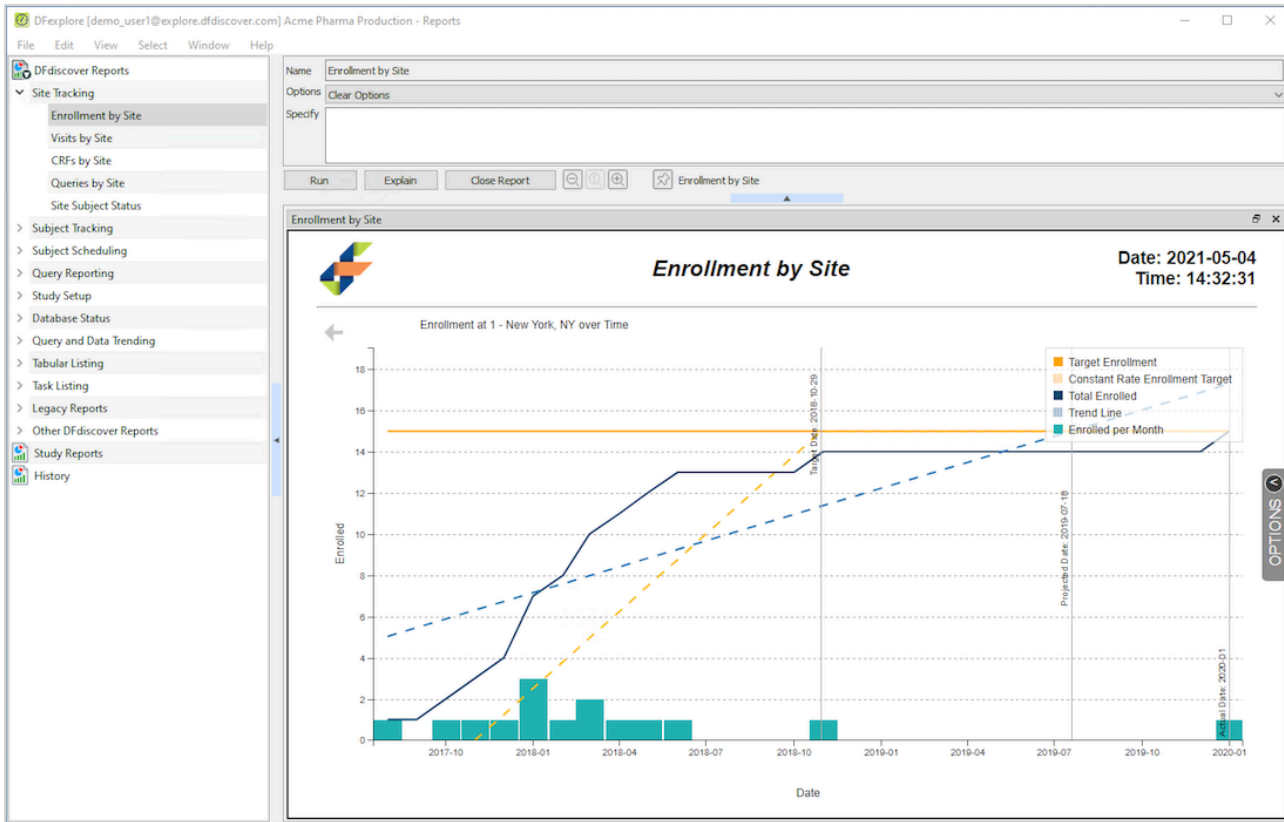 DFexplore [demo_user1@explore.dfdiscover.com] Acme Pharma Production - Reports
File Edit View Select Window Help
DFdiscover Reports
Site Tracking
Enrollment by Site
Visits by Site
CRFs by Site
Queries by Site
Site Subject Status
Subject Tracking
Subject Scheduling
Query Reporting
Study Setup
Database Status
Query and Data Trending
Tabular Listing
Task Listing
Legacy Reports
Other DFdiscover Reports
Study Reports
History
Name Enrollment by Site
Options Clear Options
Specify
Run Explain Close Report Enrollment by Site
Enrollment by Site
Enrollment by Site
Date: 2021-05-04
Time: 14:32:31
Enrollment at 1 - New York, NY over Time
Target Enrollment
Constant Rate Enrollment Target
Total Enrolled
Trend Line
Enrolled per Month
Target Date: 2018-10-29
Projected Date: 2019-07-18
Actual Date: 2020-01
Enrolled
18
16
14
12
10
8
6
4
2
0
2017-10 2018-01 2018-04 2018-07 2018-10 2019-01 2019-04 2019-07 2019-10 2020-01
Date
OPTIONS